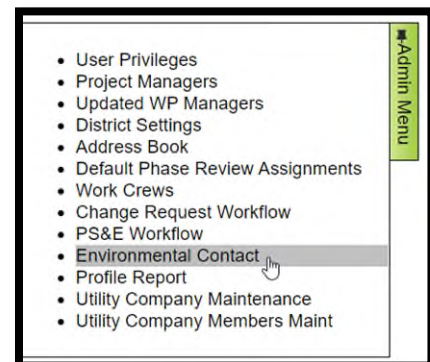 User Privileges
Project Managers
Updated WP Managers
District Settings
Address Book
Default Phase Review Assignments
Work Crews
Change Request Workflow
PS&E Workflow
Environmental Contact
Profile Report
Utility Company Maintenance
Utility Company Members Maint
Admin Menu